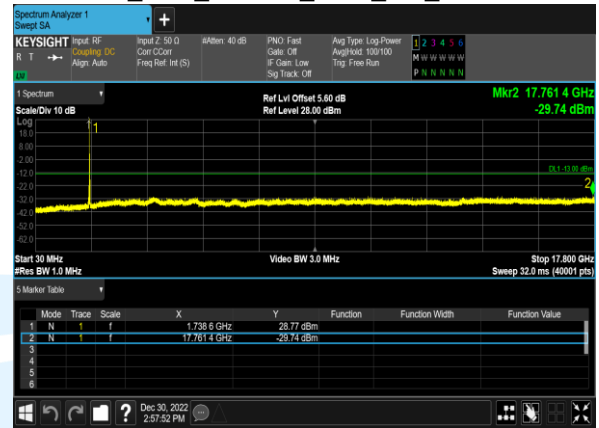 Spectrum Analyzer 1
Swept SA
+
KEYSIGHT Input: RF Input Z: 50 Ω #Atten: 40 dB PNO: Fast Avg Type: Log-Power 1 2 3 4 5 6
R T Coupling: DC Corr CCorr Gate: Off Avg|Hold: 100/100 M W W W W W
Align: Auto Freq Ref: Int (S) IF Gain: Low Trig: Free Run
Sig Track: Off P N N N N N
1 Spectrum Ref Lvl Offset 5.60 dB Mkr2 17.761 4 GHz
Scale/Div 10 dB Ref Level 28.00 dBm -29.74 dBm
Log
18.0 1
8.00
-2.00
-12.0 DL1 -13.00 dBm
-22.0 2
-32.0
-42.0
-52.0
-62.0
Start 30 MHz Video BW 3.0 MHz Stop 17.800 GHz
#Res BW 1.0 MHz Sweep 32.0 ms (40001 pts)
5 Marker Table
Mode Trace Scale X Y Function Function Width Function Value
1 N 1 f 1.738 6 GHz 28.77 dBm
2 N 1 f 17.761 4 GHz -29.74 dBm
3
4
5
6
? Dec 30, 2022
2:57:52 PM